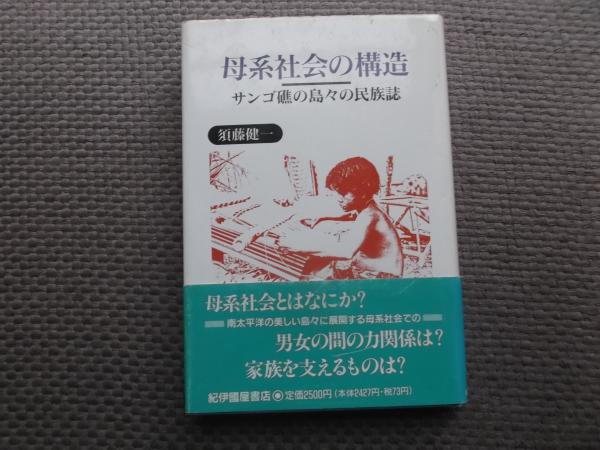 母系社会の構造
サンゴ礁の島々の民族誌
須藤健一
母系社会とはなにか?
南太平洋の美しい島々に展開する母系社会での
男女の間の力関係は?
家族を支えるものは?
紀伊國屋書店 定価2500円(本体2427円・税73円)